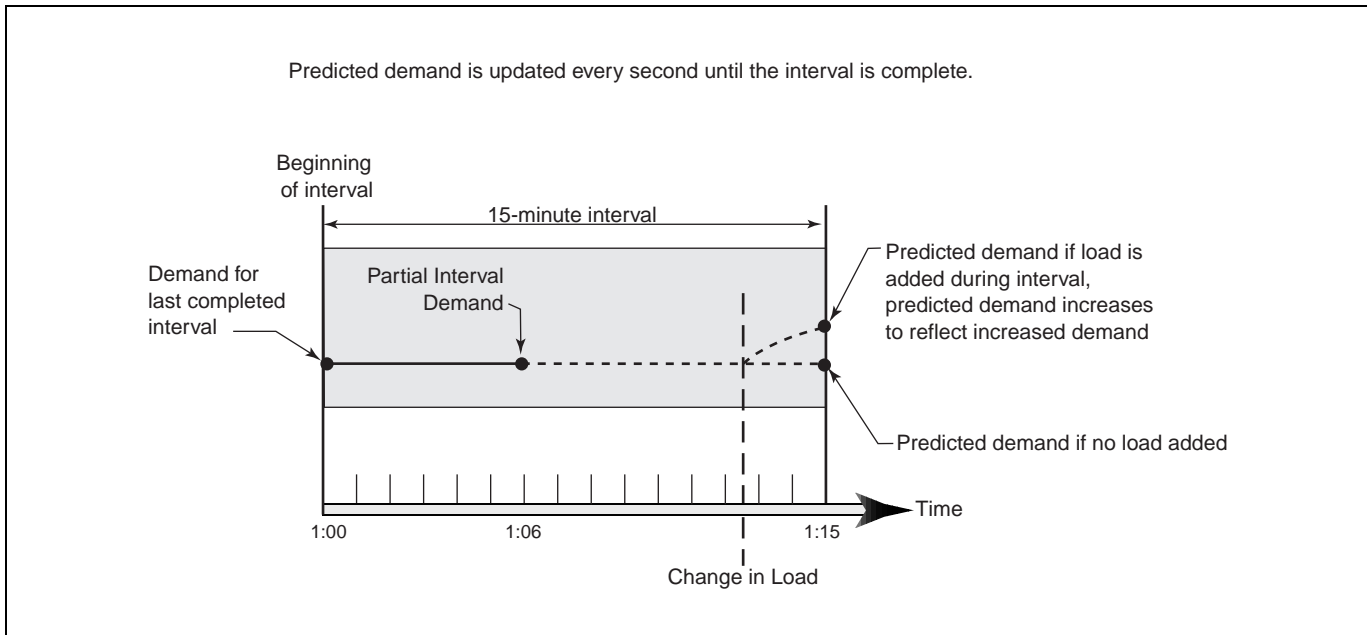 Predicted demand is updated every second until the interval is complete.
Beginning
of interval
15-minute interval
Demand for
last completed
interval
Partial Interval
Demand
Predicted demand if load is
added during interval,
predicted demand increases
to reflect increased demand
Predicted demand if no load added
Time
1:00
1:06
1:15
Change in Load